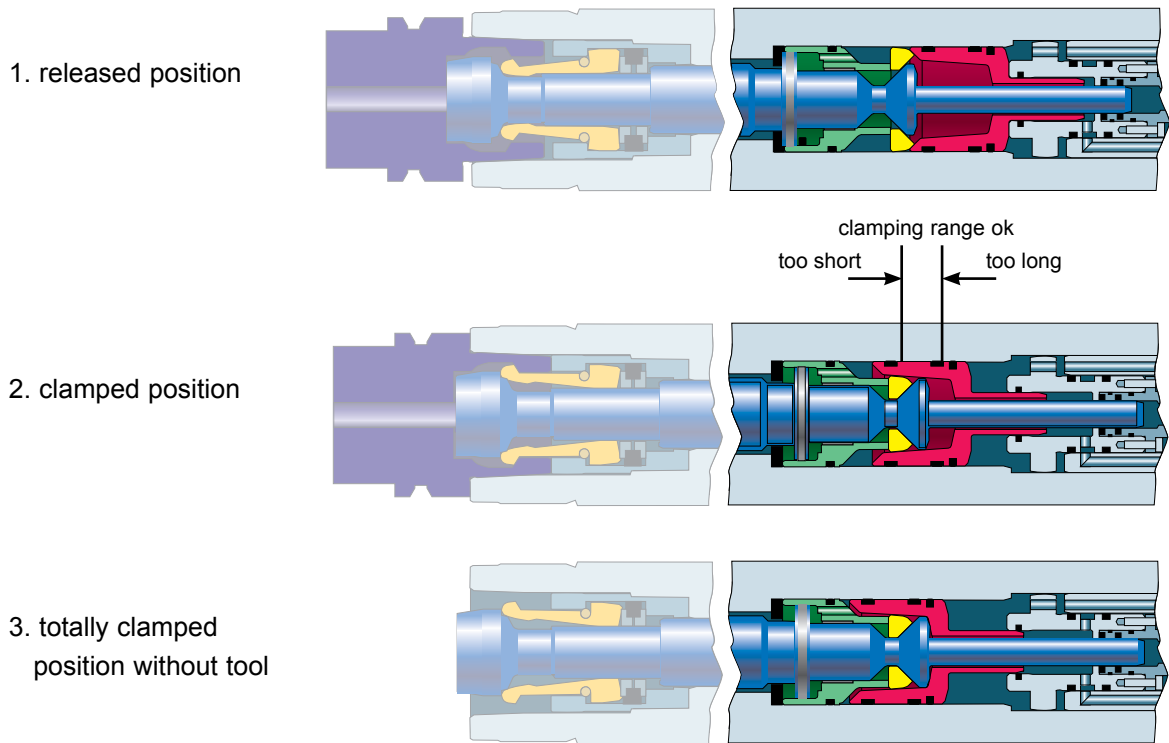 1. released position
clamping range ok
too short
too long
2. clamped position
3. totally clamped
position without tool